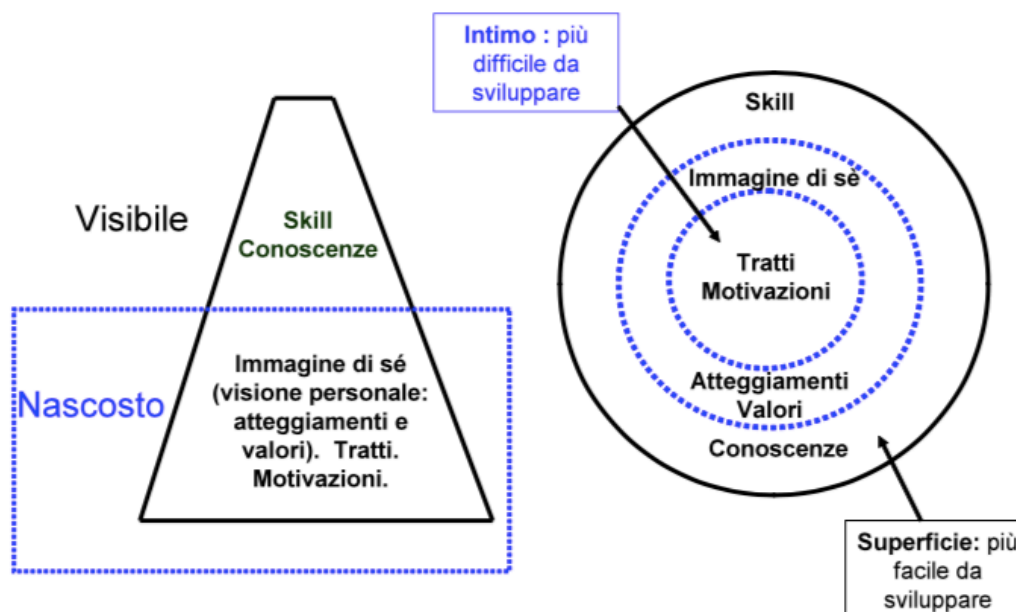 Visibile
Skill
Conoscenze
Nascosto
Immagine di sé
(visione personale:
atteggiamenti e
valori). Tratti.
Motivazioni.
Intimo : più
difficile da
sviluppare
Skill
Immagine di sè
Tratti
Motivazioni
Atteggiamenti
Valori
Conoscenze
Superficie: più
facile da
sviluppare